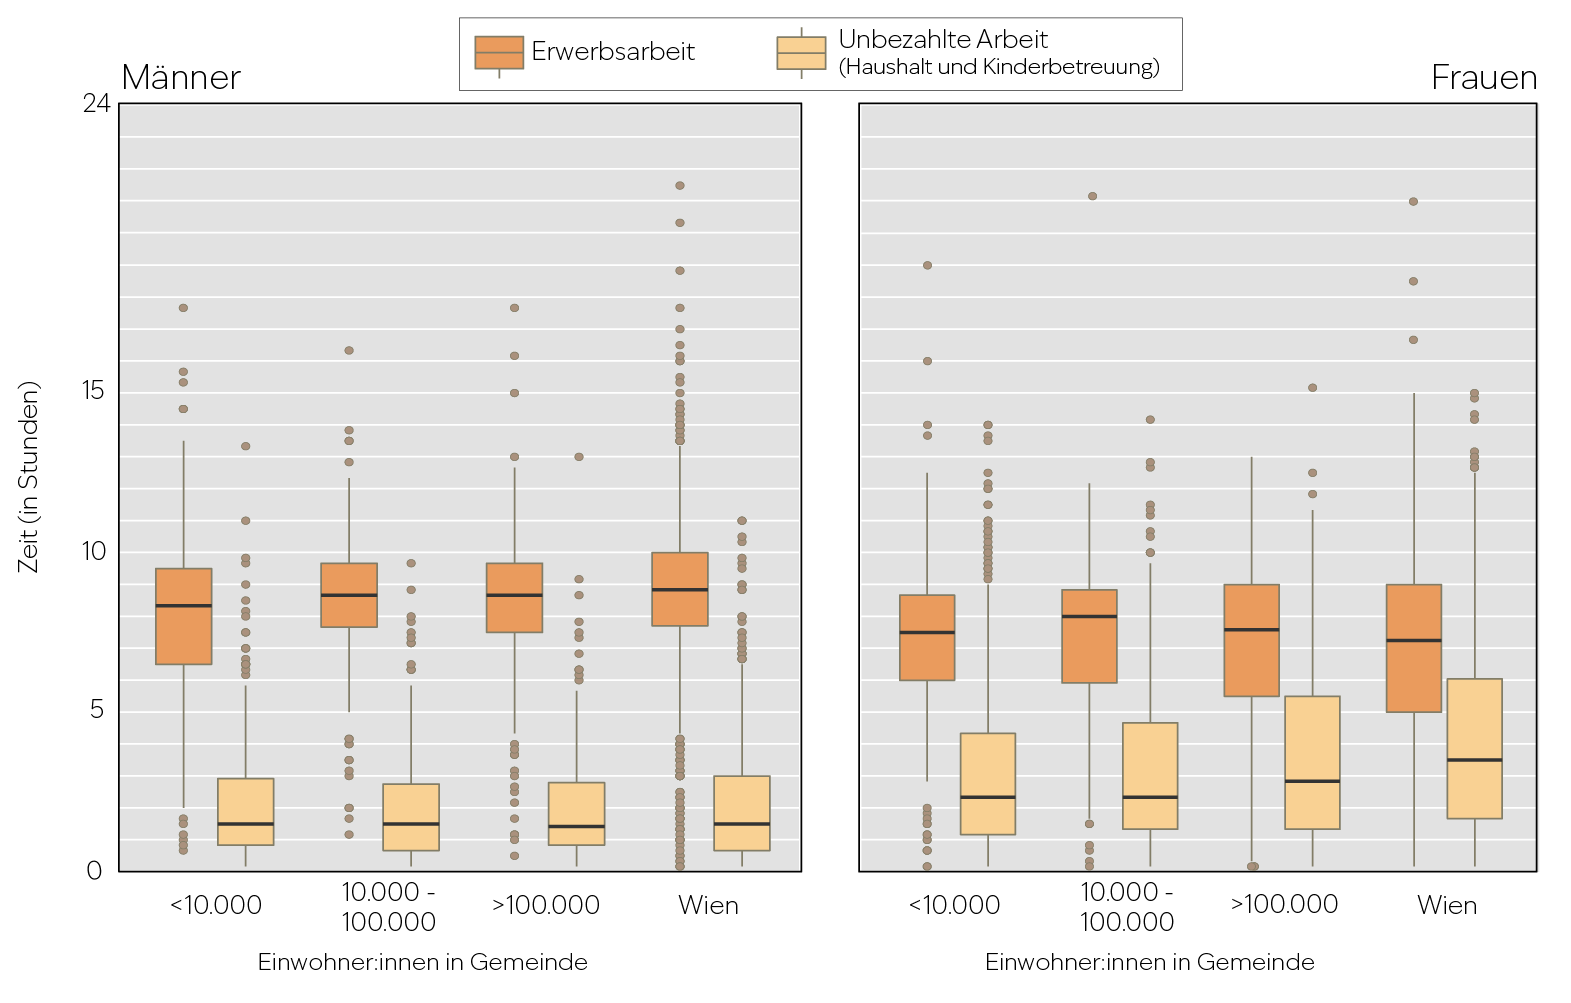 Erwerbsarbeit
Unbezahlte Arbeit
(Haushalt und Kinderbetreuung)
Männer
Frauen
Zeit (in Stunden)
24
15
10
5
0
<10.000
10.000 -
100.000
>100.000
Wien
Einwohner:innen in Gemeinde
<10.000
10.000 -
100.000
>100.000
Wien
Einwohner:innen in Gemeinde